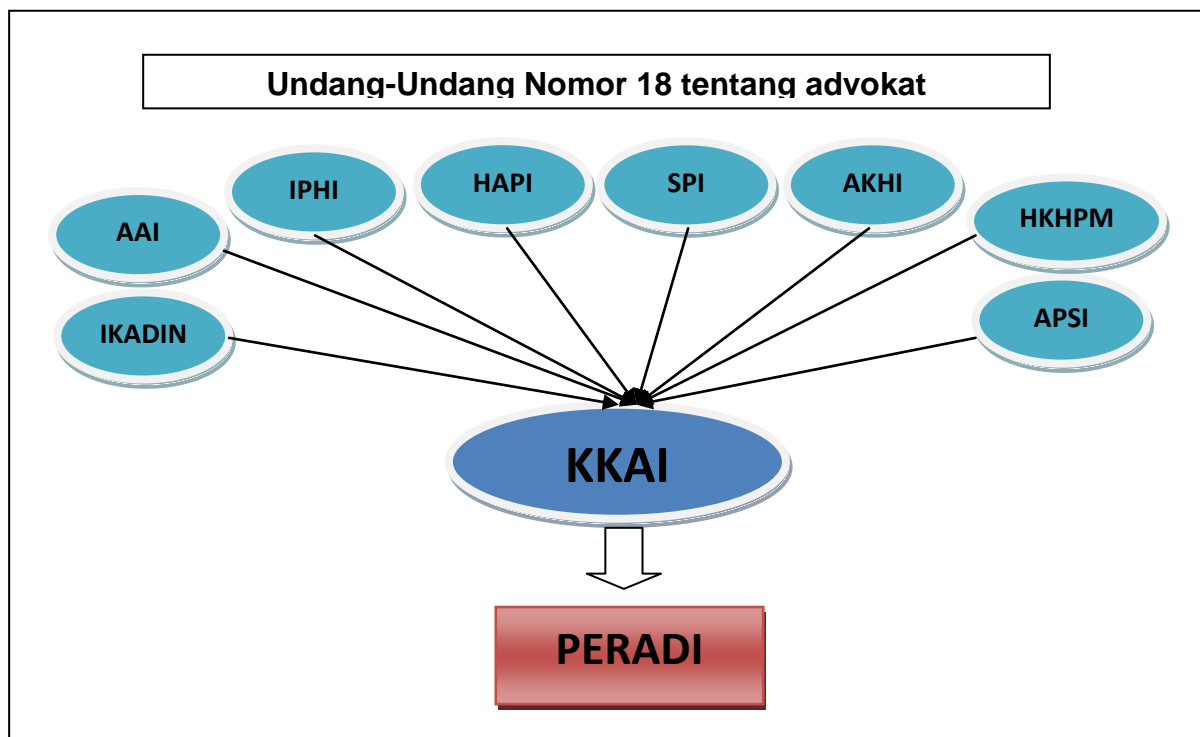 Undang-Undang Nomor 18 tentang advokat
IKADIN
AAI
IPHI
HAPI
SPI
AKHI
HKHPM
APSI
KKAI
PERADI